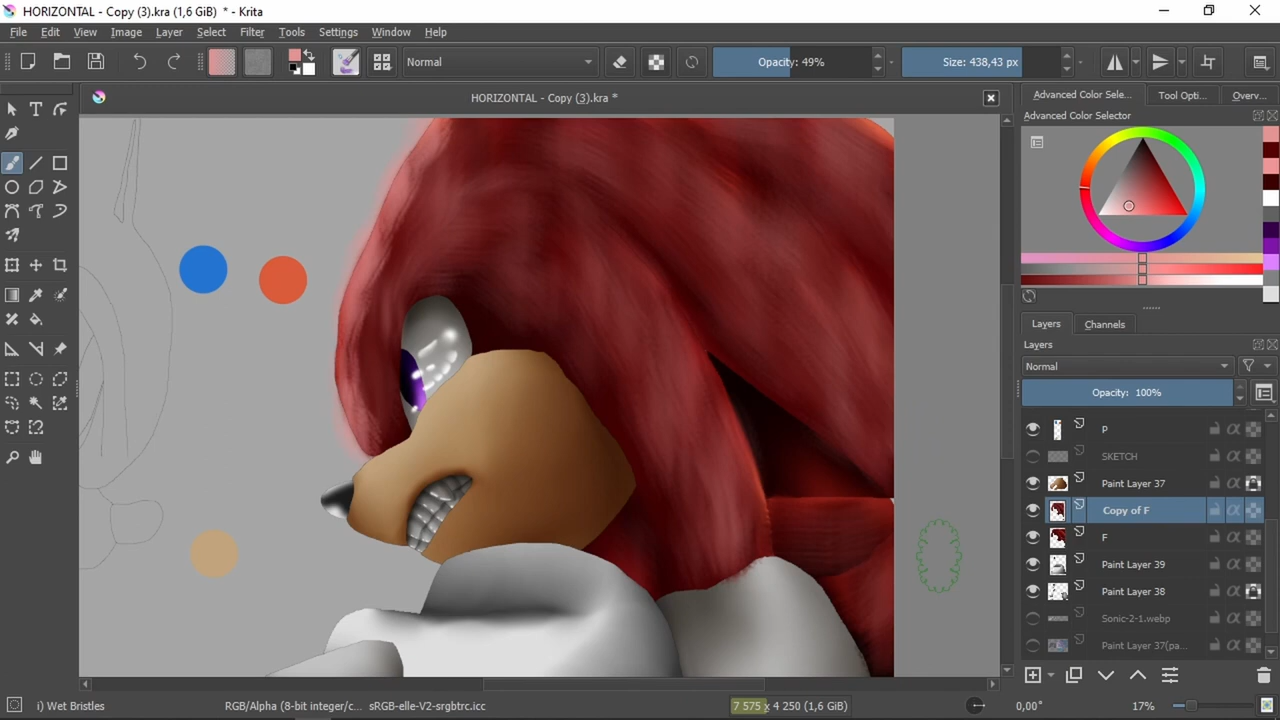 HORIZONTAL - Copy (3).kra (1,6 GiB)  * - Krita
File Edit View Image Layer Select Filter Tools Settings Window Help
Normal Opacity: 49% Size: 438,43 px
HORIZONTAL - Copy (3).kra *
Advanced Color Sele... Tool Opti... Overv...
Advanced Color Selector
Layers Channels
Layers
Normal
Opacity: 100%
P
SKETCH
Paint Layer 37
Copy of F
F
Paint Layer 39
Paint Layer 38
Sonic-2-1.webp
Paint Layer 37(pa...
i) Wet Bristles RGB/Alpha (8-bit integer/c... sRGB-elle-V2-srgbtrc.icc 7 575 x 4 250 (1,6 GiB) 0,00° 17%